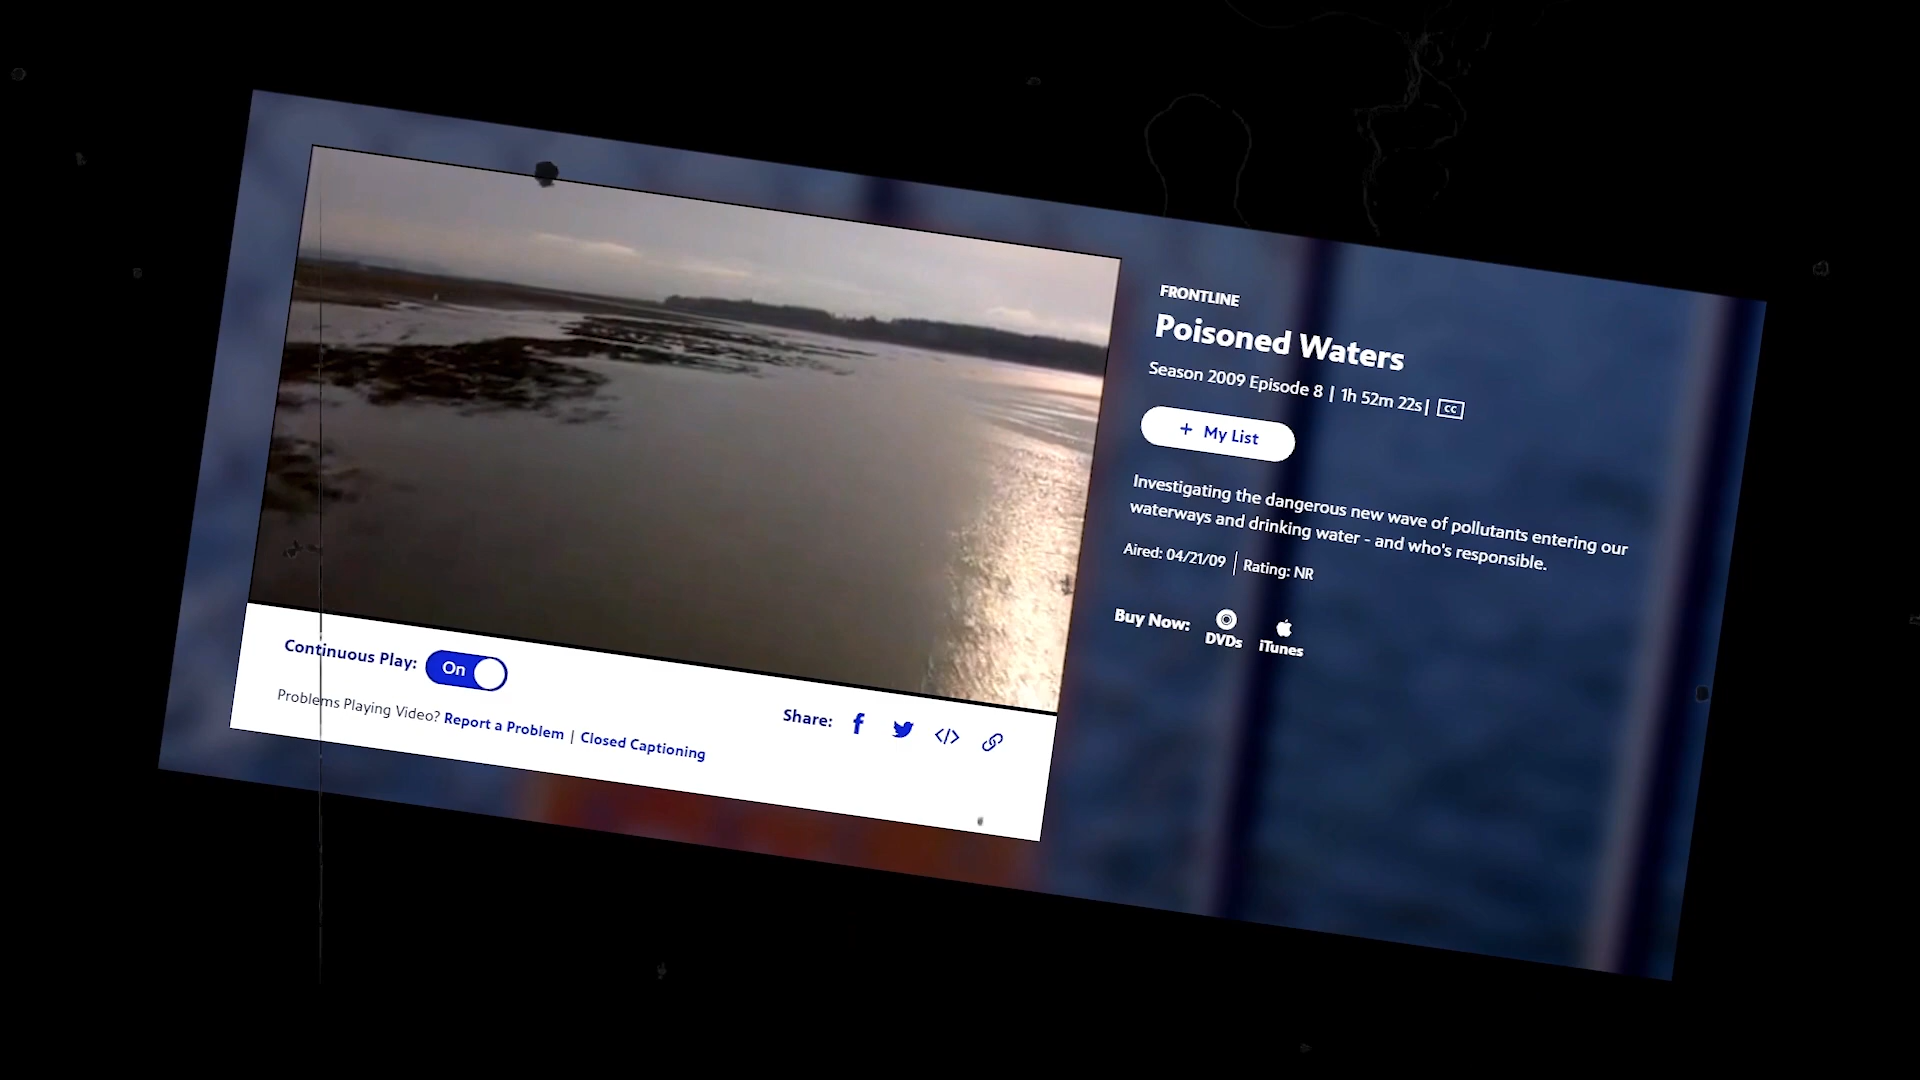 FRONTLINE
Poisoned Waters
Season 2009 Episode 8 | 1h 52m 22s | CC
+ My List
Investigating the dangerous new wave of pollutants entering our
waterways and drinking water - and who's responsible.
Aired: 04/21/09 | Rating: NR
Buy Now: DVDs iTunes
Continuous Play: On
Problems Playing Video? Report a Problem | Closed Captioning
Share: